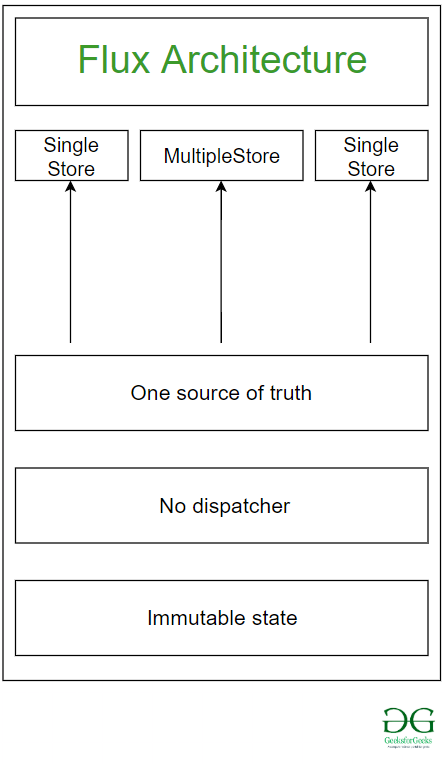 Flux Architecture
Single
Store
MultipleStore
Single
Store
One source of truth
No dispatcher
Immutable state
GeeksforGeeks